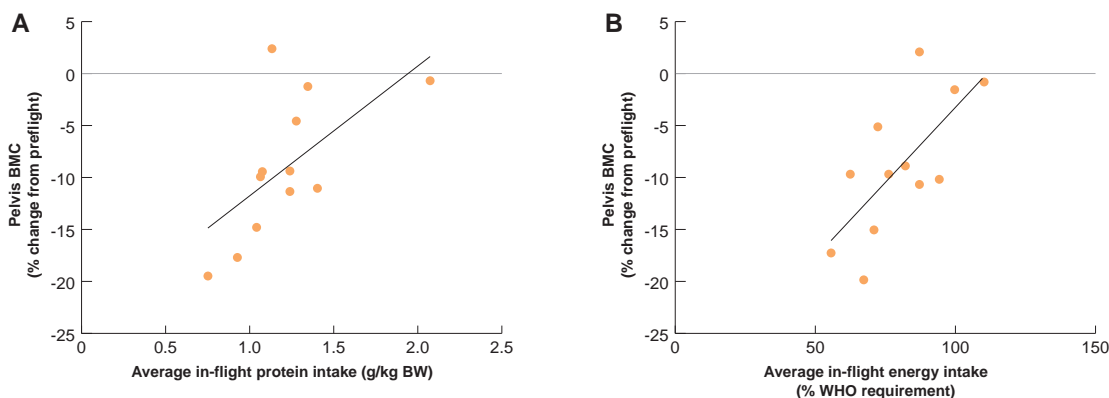 A
Pelvis BMC
(% change from preflight)
5
0
-5
-10
-15
-20
-25
0
0.5
1.0
1.5
2.0
2.5
Average in-flight protein intake (g/kg BW)
B
Pelvis BMC
(% change from preflight)
5
0
-5
-10
-15
-20
-25
0
50
100
150
Average in-flight energy intake
(% WHO requirement)